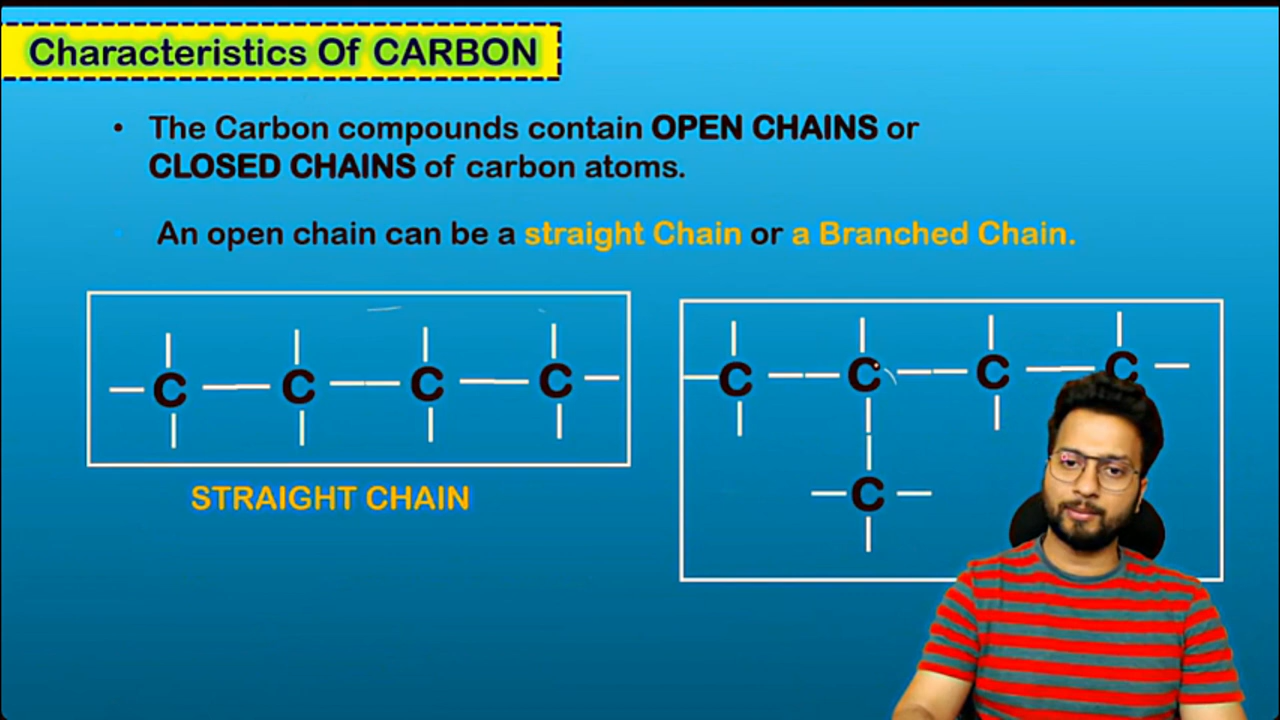 Characteristics Of CARBON
• The Carbon compounds contain OPEN CHAINS or
CLOSED CHAINS of carbon atoms.
An open chain can be a straight Chain or a Branched Chain.
C C C C
C C C C
C
STRAIGHT CHAIN